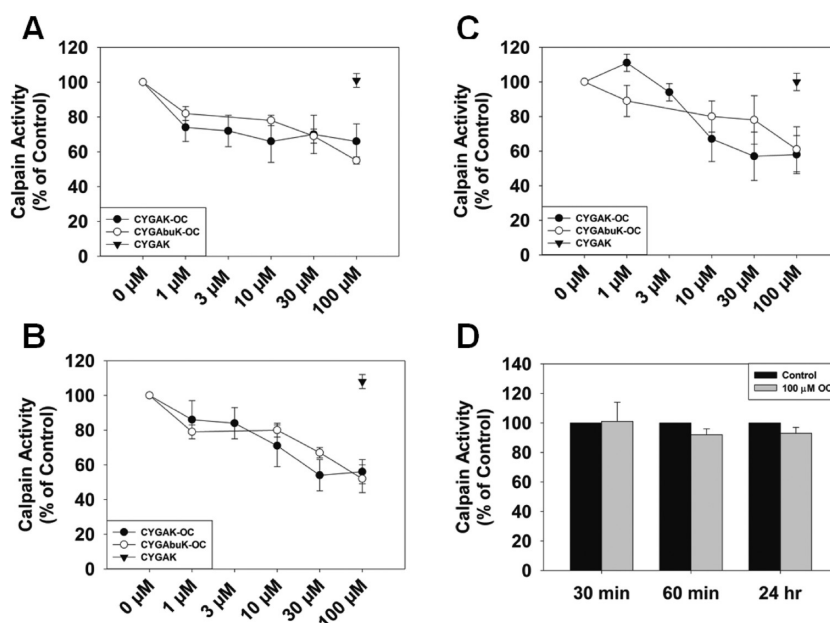 A
Calpain Activity
(% of Control)
120
100
80
60
40
20
0
CYGAK-OC
CYGAbuK-OC
CYGAK
0 µM
1 µM
3 µM
10 µM
30 µM
100 µM
B
Calpain Activity
(% of Control)
120
100
80
60
40
20
0
CYGAK-OC
CYGAbuK-OC
CYGAK
0 µM
1 µM
3 µM
10 µM
30 µM
100 µM
C
Calpain Activity
(% of Control)
120
100
80
60
40
20
0
CYGAK-OC
CYGAbuK-OC
CYGAK
0 µM
1 µM
3 µM
10 µM
30 µM
100 µM
D
Calpain Activity
(% of Control)
140
120
100
80
60
40
20
0
Control
100 µM OC
30 min
60 min
24 hr